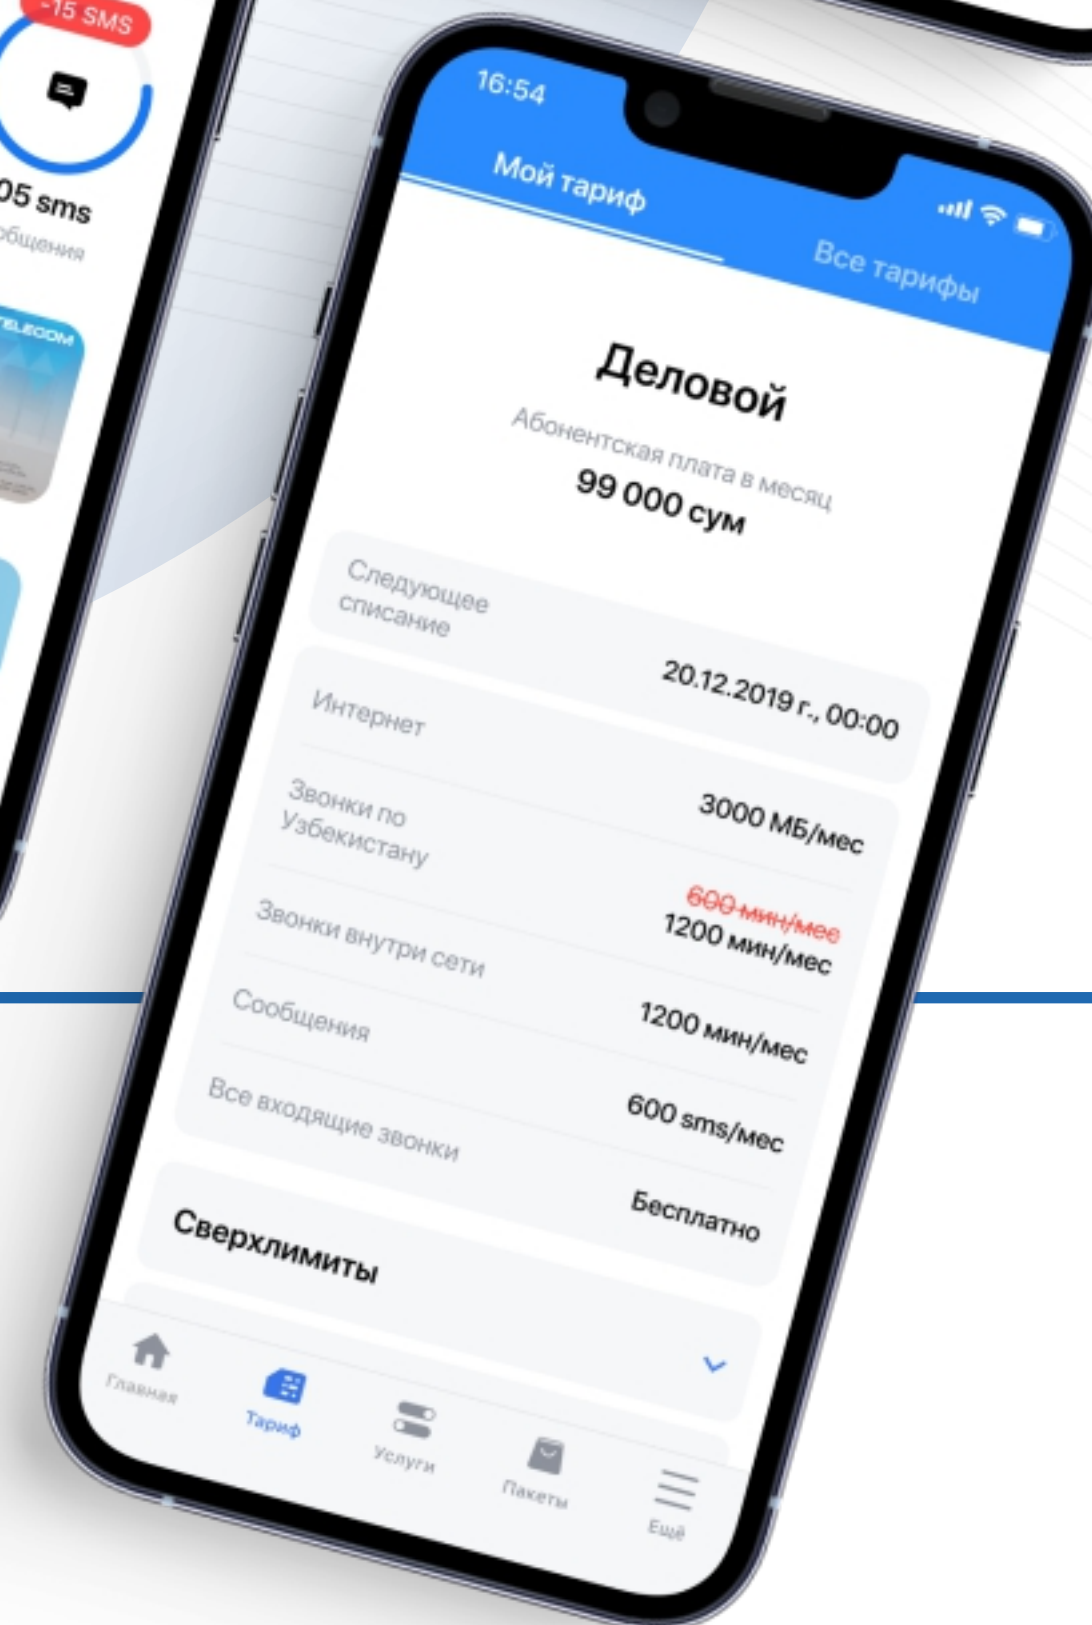 -15 SMS
05 sms
общения
TELECOM
16:54
Мой тариф
Все тарифы
Деловой
Абонентская плата в месяц
99 000 сум
Следующее
списание
20.12.2019 г., 00:00
Интернет
3000 МБ/мес
Звонки по
Узбекистану
600 мин/мес
1200 мин/мес
Звонки внутри сети
1200 мин/мес
Сообщения
600 sms/мес
Все входящие звонки
Бесплатно
Сверхлимиты
Главная
Тариф
Услуги
Пакеты
Ещё